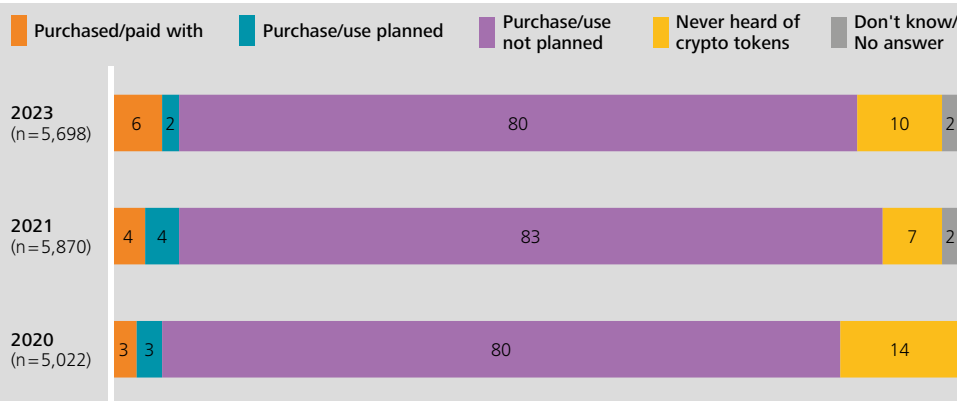 Purchased/paid with
Purchase/use planned
Purchase/use
not planned
Never heard of
crypto tokens
Don't know/
No answer
2023
(n=5,698)
6 2 80 10 2
2021
(n=5,870)
4 4 83 7 2
2020
(n=5,022)
3 3 80 14